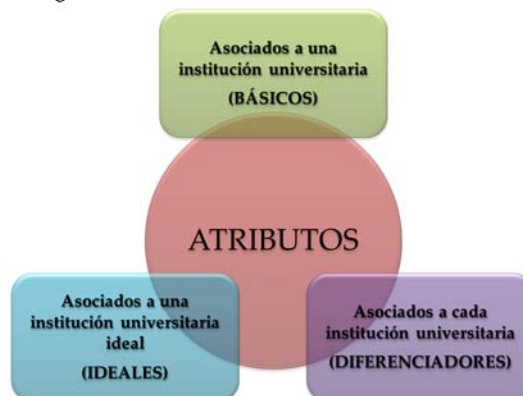 Asociados a una
institución universitaria
(BÁSICOS)
ATRIBUTOS
Asociados a una
institución universitaria
ideal
(IDEALES)
Asociados a cada
institución universitaria
(DIFERENCIADORES)